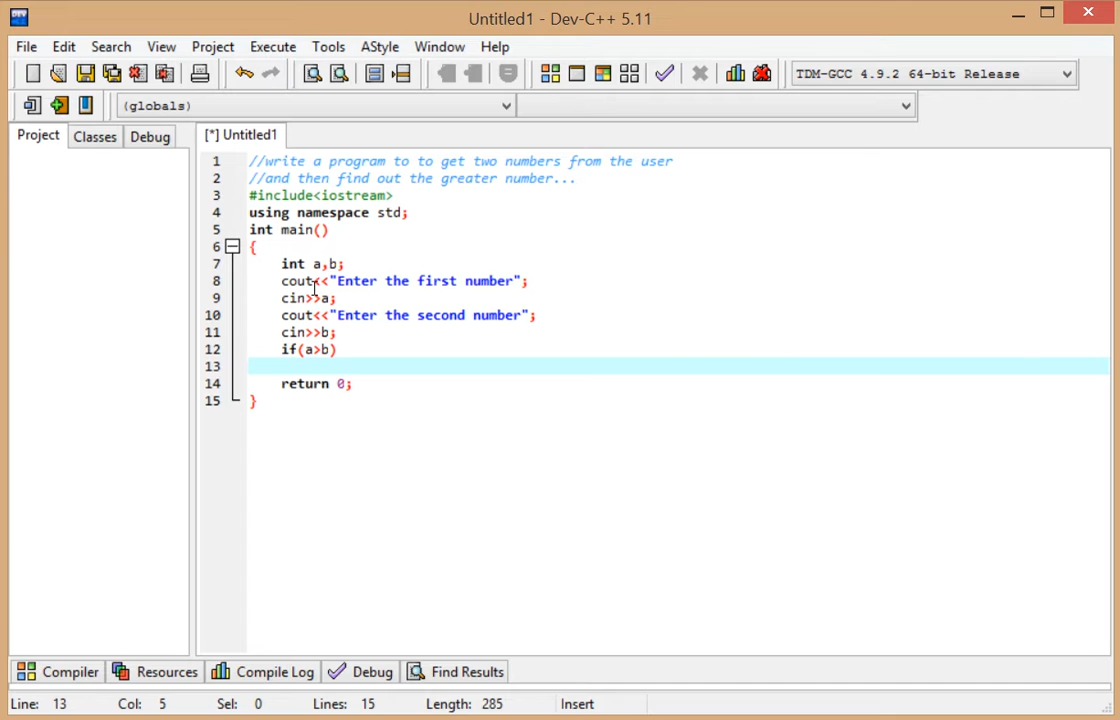 Untitled1 - Dev-C++ 5.11
File Edit Search View Project Execute Tools AStyle Window Help
TDM-GCC 4.9.2 64-bit Release
(globals)
Project Classes Debug [*] Untitled1
1 //write a program to to get two numbers from the user
2 //and then find out the greater number...
3 #include<iostream>
4 using namespace std;
5 int main()
6 {
7 int a,b;
8 cout<<"Enter the first number";
9 cin>>a;
10 cout<<"Enter the second number";
11 cin>>b;
12 if(a>b)
13
14 return 0;
15 }
Compiler Resources Compile Log Debug Find Results
Line: 13 Col: 5 Sel: 0 Lines: 15 Length: 285 Insert